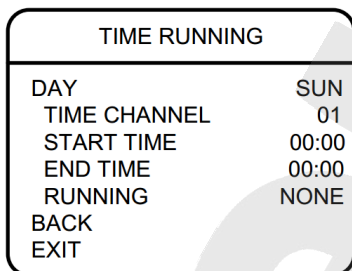 TIME RUNNING
DAY SUN
TIME CHANNEL 01
START TIME 00:00
END TIME 00:00
RUNNING NONE
BACK
EXIT